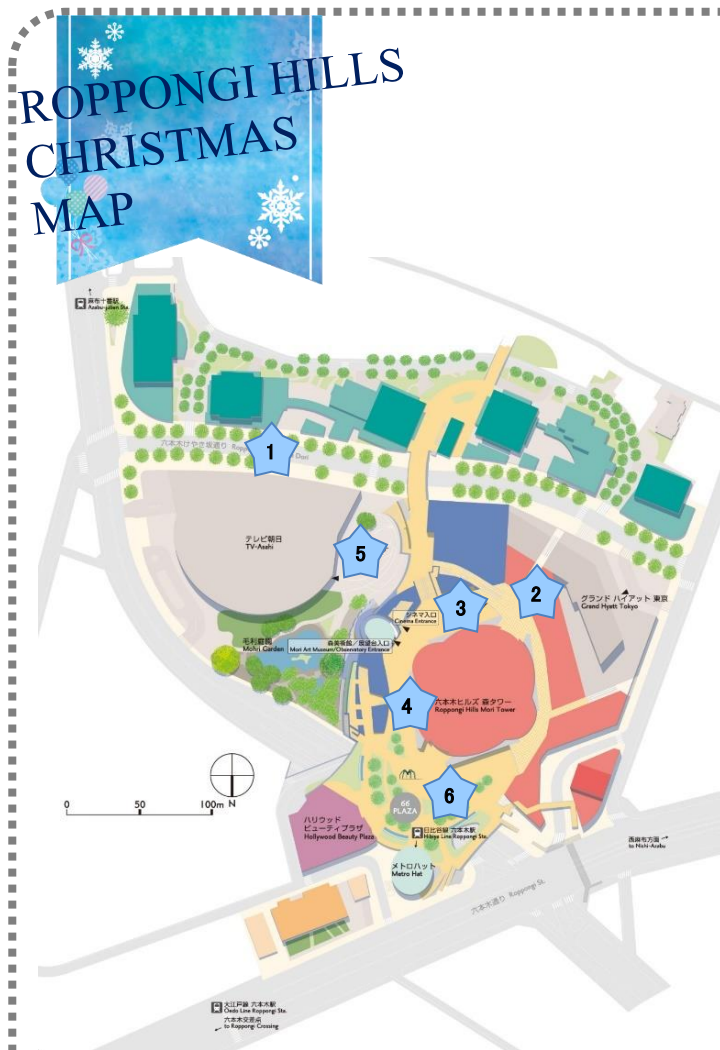 ROPPONGI HILLS
CHRISTMAS
MAP
麻布十番駅
Azabu-juban Sta.
六本木けやき坂通り
Dori
1
テレビ朝日
TV-Asahi
5
2
グランド ハイアット 東京
Grand Hyatt Tokyo
シネマ入口
Cinema Entrance
3
毛利庭園
Mohri Garden
森美術館/展望台入口
Mori Art Museum/Observatory Entrance
4
六本木ヒルズ 森タワー
Roppongi Hills Mori Tower
0 50 100m N
6
66
PLAZA
ハリウッド
ビューティプラザ
Hollywood Beauty Plaza
日比谷線 六本木駅
Hibiya Line Roppongi Sta.
メトロハット
Metro Hat
西麻布方面
to Nishi-Azabu
六本木通り Roppongi St.
大江戸線 六本木駅
Oedo Line Roppongi Sta.
六本木交差点
to Roppongi Crossing